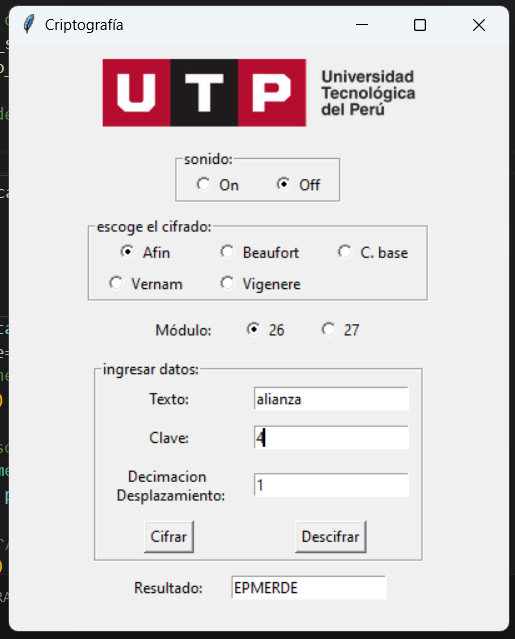 Criptografía
UTP
Universidad
Tecnológica
del Perú
sonido:
On Off
escoge el cifrado:
Afin Beaufort C. base
Vernam Vigenere
Módulo: 26 27
ingresar datos:
Texto: alianza
Clave: 4
Decimacion
Desplazamiento: 1
Cifrar Descifrar
Resultado: EPMERDE